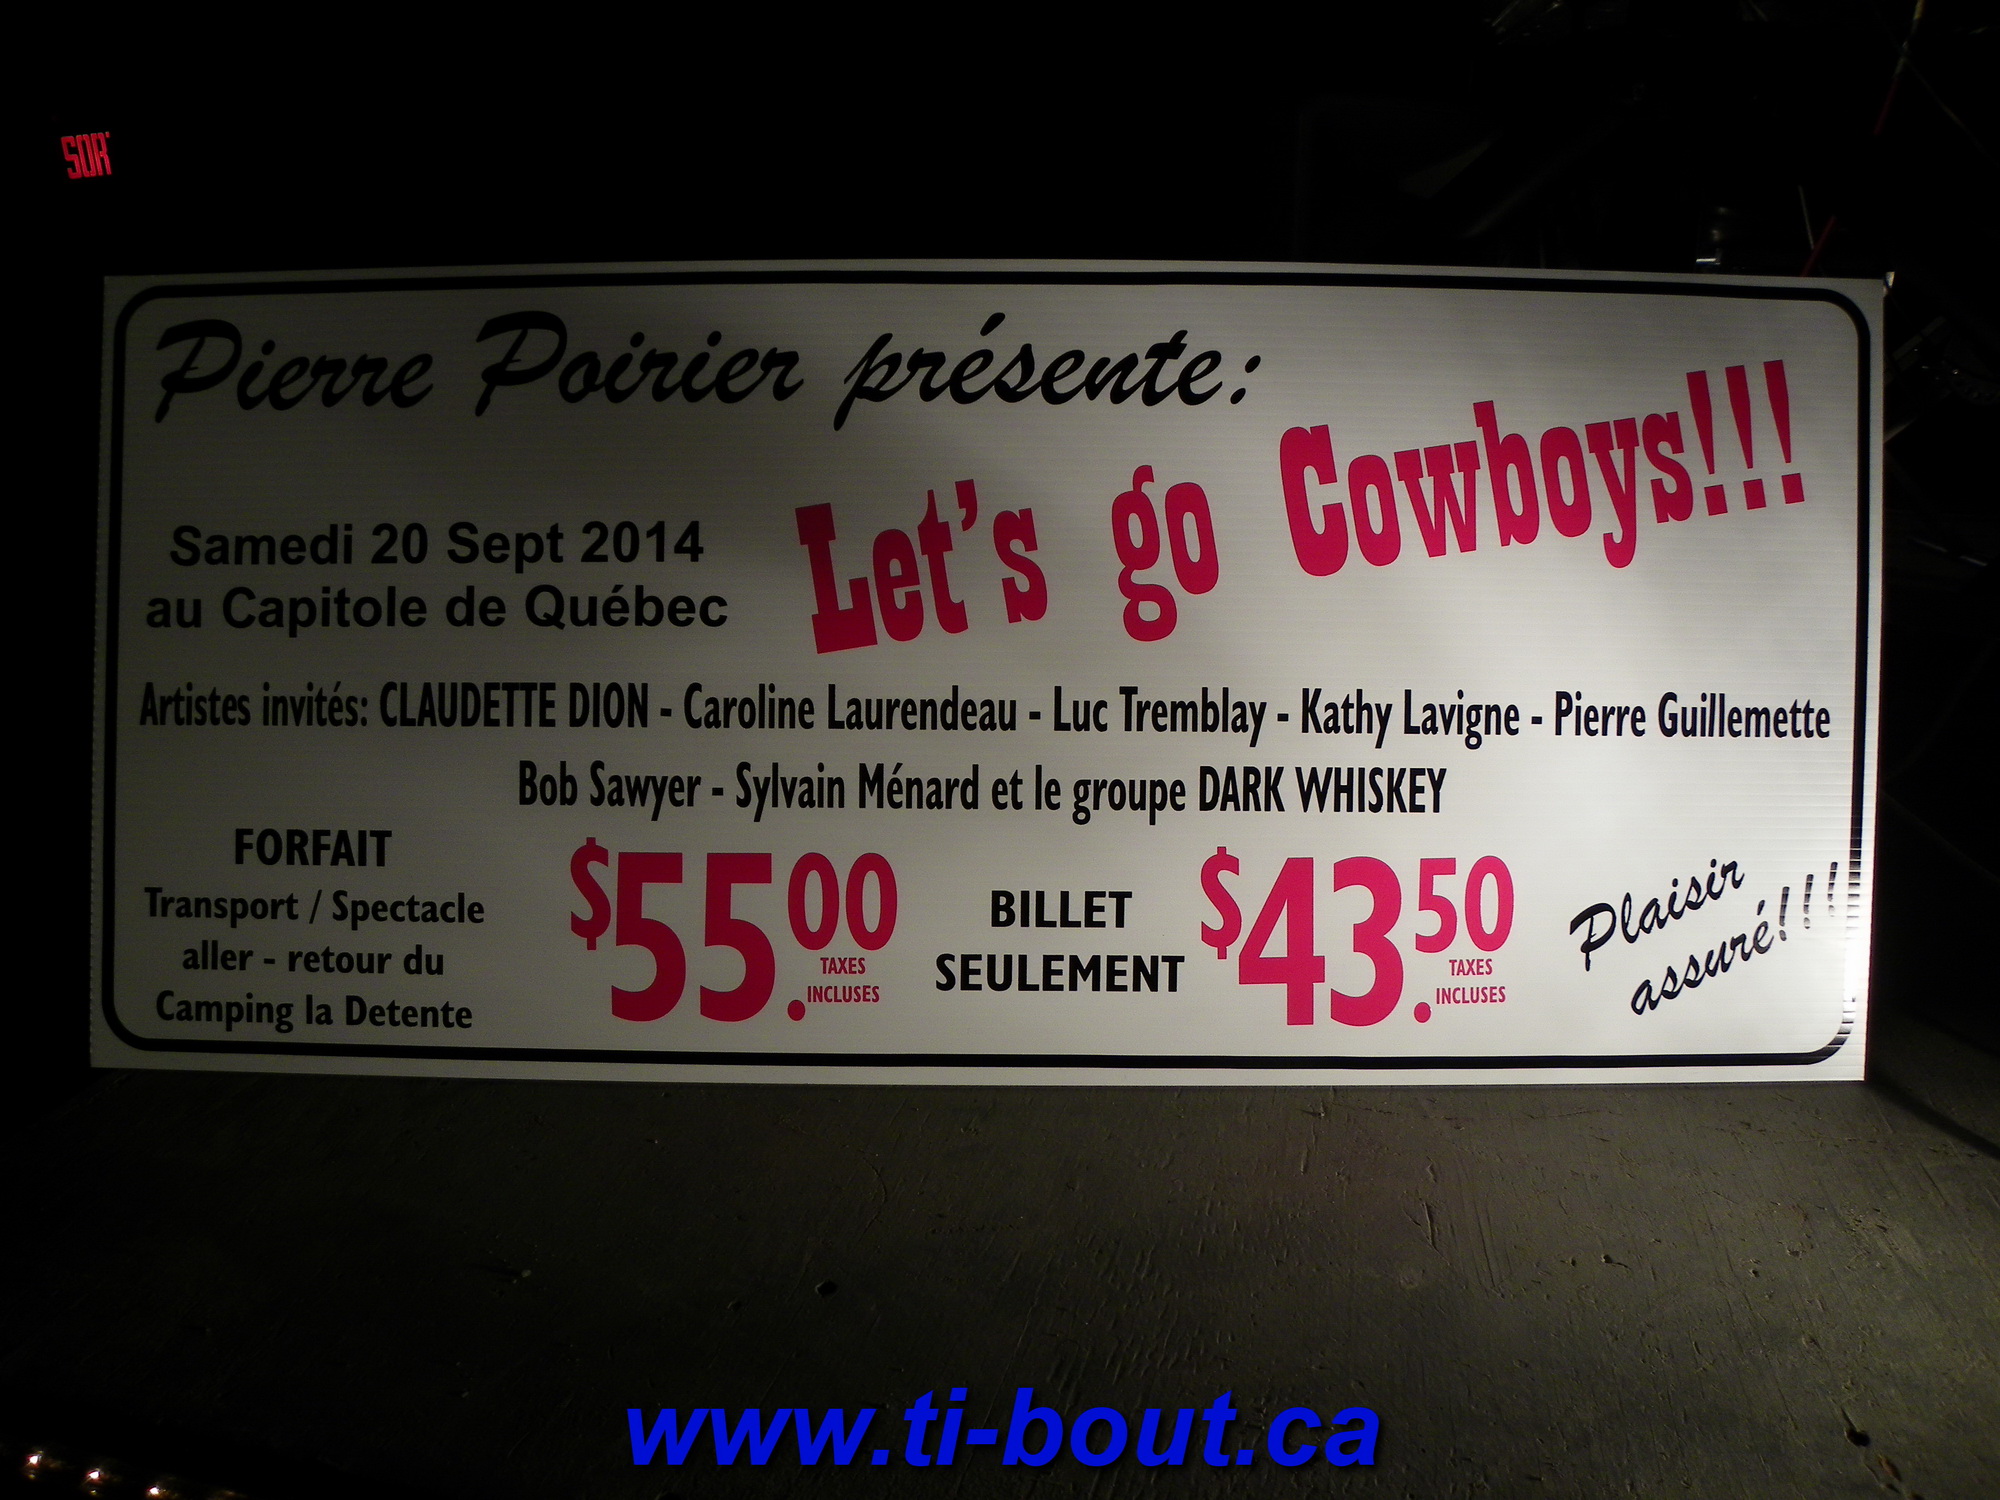 SOR
Pierre Poirier présente:
Let's go Cowboys!!!
Samedi 20 Sept 2014
au Capitole de Québec
Artistes invités: CLAUDETTE DION - Caroline Laurendeau - Luc Tremblay - Kathy Lavigne - Pierre Guillemette
Bob Sawyer - Sylvain Ménard et le groupe DARK WHISKEY
FORFAIT
Transport / Spectacle
aller - retour du
Camping la Detente
$55.00
TAXES
INCLUSES
BILLET
SEULEMENT
$43.50
TAXES
INCLUSES
Plaisir
assuré!!!
www.ti-bout.ca